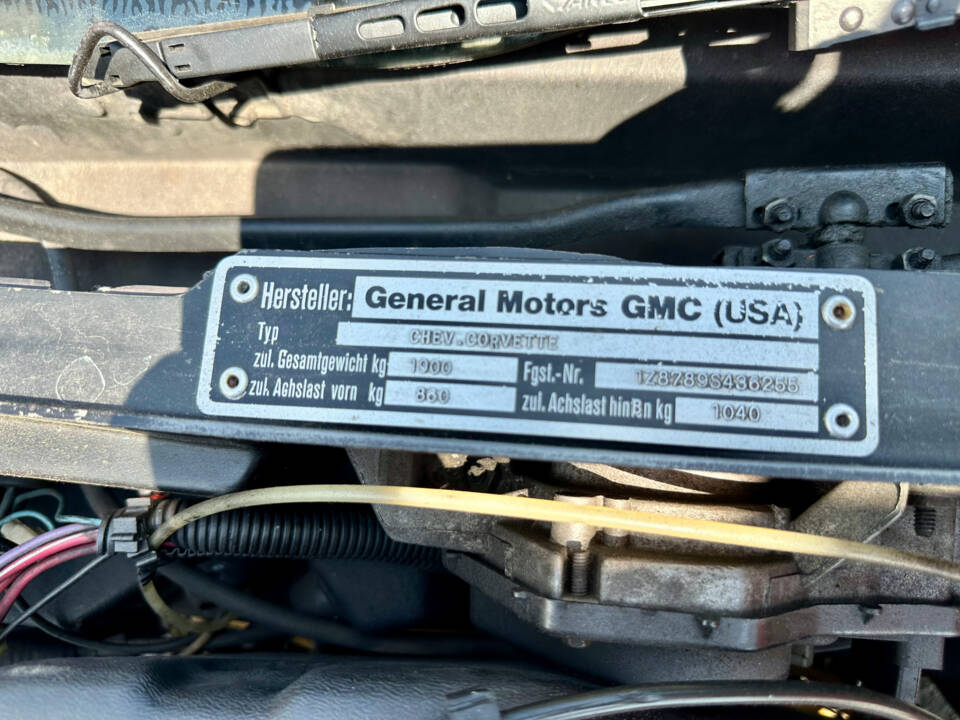 Hersteller: General Motors GMC (USA)
Typ CHEV.CORVETTE
zul. Gesamtgewicht kg 1900 Fgst.-Nr. 1Z8789S436255
zul. Achslast vorn kg 860 zul. Achslast hinten kg 1040